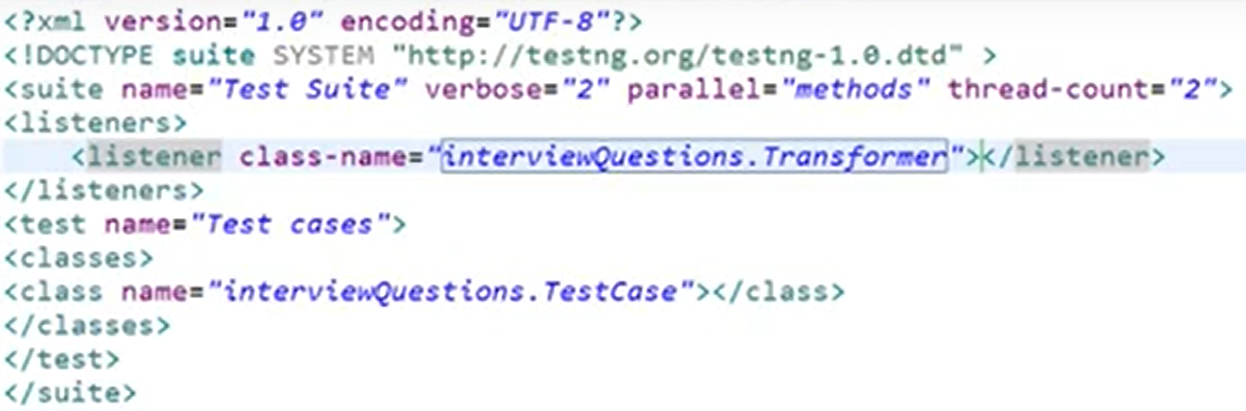 <?xml version="1.0" encoding="UTF-8"?>
<!DOCTYPE suite SYSTEM "http://testng.org/testng-1.0.dtd" >
<suite name="Test Suite" verbose="2" parallel="methods" thread-count="2">
<listeners>
<listener class-name="interviewQuestions.Transformer"></listener>
</listeners>
<test name="Test cases">
<classes>
<class name="interviewQuestions.TestCase"></class>
</classes>
</test>
</suite>